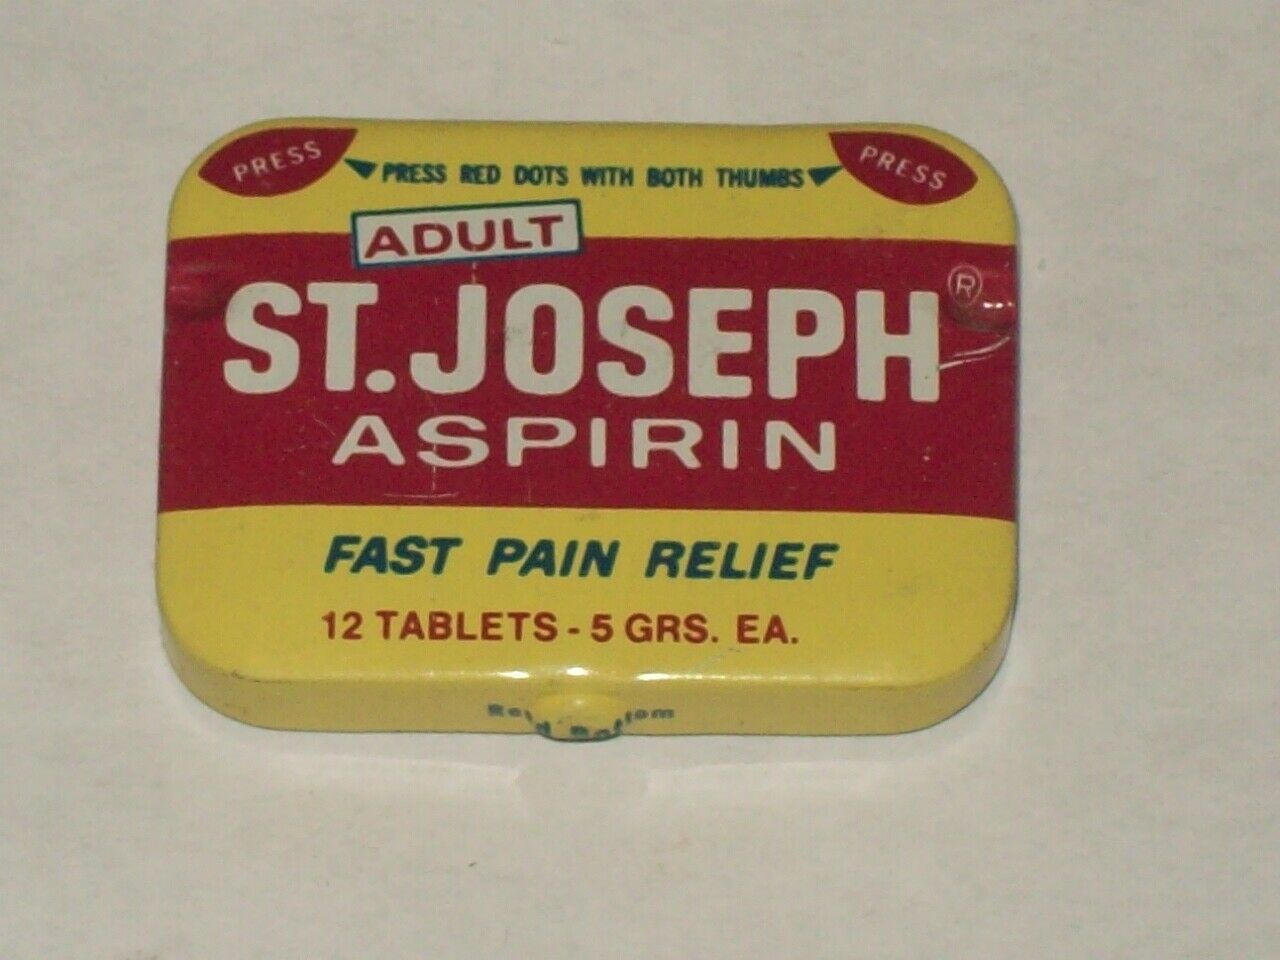 PRESS PRESS RED DOTS WITH BOTH THUMBS PRESS
ADULT
ST. JOSEPH ®
ASPIRIN
FAST PAIN RELIEF
12 TABLETS - 5 GRS. EA.